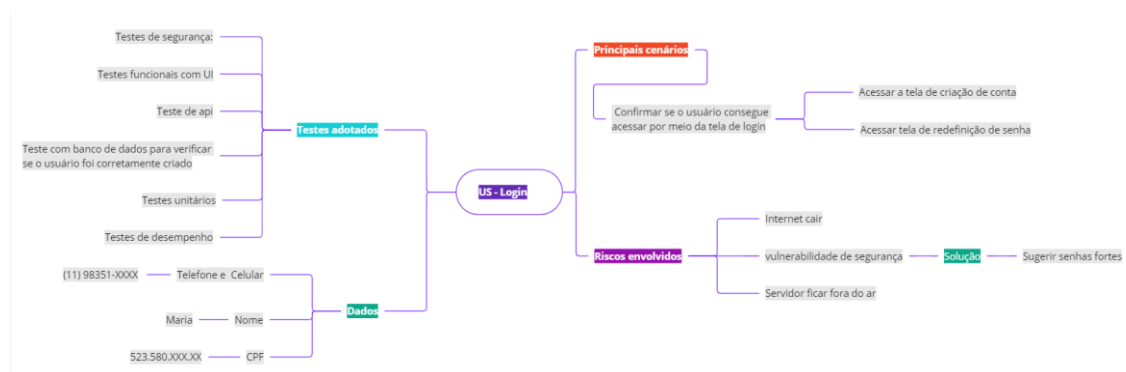 Testes de segurança:
Testes funcionais com UI
Teste de api
Teste com banco de dados para verificar
se o usuário foi corretamente criado
Testes unitários
Testes de desempenho
Testes adotados
(11) 98351-XXXX
Telefone e Celular
Maria
Nome
523.580.XXX.XX
CPF
Dados
US - Login
Principais cenários
Confirmar se o usuário consegue
acessar por meio da tela de login
Acessar a tela de criação de conta
Acessar tela de redefinição de senha
Riscos envolvidos
Internet cair
vulnerabilidade de segurança
Solução
Sugerir senhas fortes
Servidor ficar fora do ar